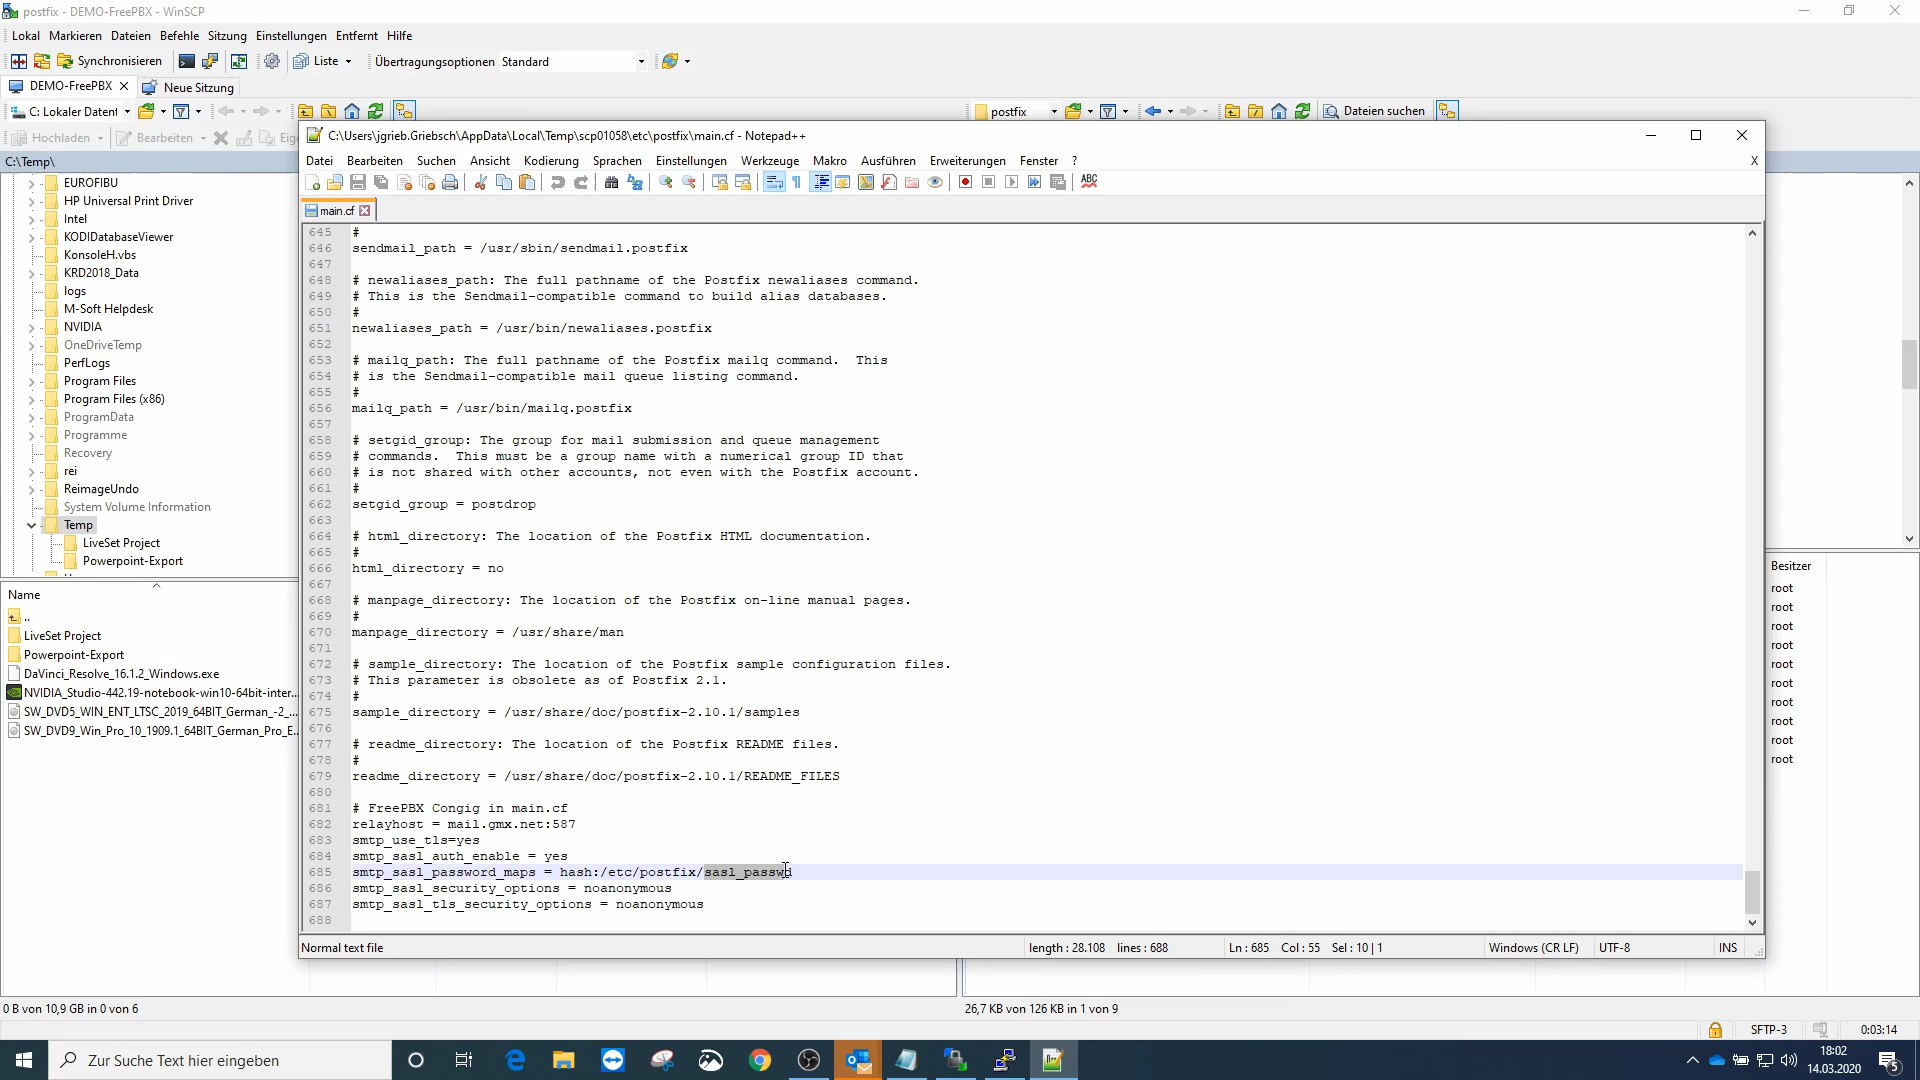 postfix - DEMO-FreePBX - WinSCP
Lokal Markieren Dateien Befehle Sitzung Einstellungen Entfernt Hilfe
Synchronisieren Liste Übertragungsoptionen Standard
DEMO-FreePBX Neue Sitzung
C: Lokaler Datent postfix Dateien suchen
Hochladen Bearbeiten Eige
C:\Temp\
EUROFIBU
HP Universal Print Driver
Intel
KODIDatabaseViewer
KonsoleH.vbs
KRD2018_Data
logs
M-Soft Helpdesk
NVIDIA
OneDriveTemp
PerfLogs
Program Files
Program Files (x86)
ProgramData
Programme
Recovery
rei
ReimageUndo
System Volume Information
Temp
LiveSet Project
Powerpoint-Export
Name
..
LiveSet Project
Powerpoint-Export
DaVinci_Resolve_16.1.2_Windows.exe
NVIDIA_Studio-442.19-notebook-win10-64bit-inter...
SW_DVD5_WIN_ENT_LTSC_2019_64BIT_German_-2_...
SW_DVD9_Win_Pro_10_1909.1_64BIT_German_Pro_E...
C:\Users\jgrieb.Griebsch\AppData\Local\Temp\scp01058\etc\postfix\main.cf - Notepad++
Datei Bearbeiten Suchen Ansicht Kodierung Sprachen Einstellungen Werkzeuge Makro Ausführen Erweiterungen Fenster ? X
ABC
main.cf
645 #
646 sendmail_path = /usr/sbin/sendmail.postfix
647
648 # newaliases_path: The full pathname of the Postfix newaliases command.
649 # This is the Sendmail-compatible command to build alias databases.
650 #
651 newaliases_path = /usr/bin/newaliases.postfix
652
653 # mailq_path: The full pathname of the Postfix mailq command.  This
654 # is the Sendmail-compatible mail queue listing command.
655 #
656 mailq_path = /usr/bin/mailq.postfix
657
658 # setgid_group: The group for mail submission and queue management
659 # commands.  This must be a group name with a numerical group ID that
660 # is not shared with other accounts, not even with the Postfix account.
661 #
662 setgid_group = postdrop
663
664 # html_directory: The location of the Postfix HTML documentation.
665 #
666 html_directory = no
667
668 # manpage_directory: The location of the Postfix on-line manual pages.
669 #
670 manpage_directory = /usr/share/man
671
672 # sample_directory: The location of the Postfix sample configuration files.
673 # This parameter is obsolete as of Postfix 2.1.
674 #
675 sample_directory = /usr/share/doc/postfix-2.10.1/samples
676
677 # readme_directory: The location of the Postfix README files.
678 #
679 readme_directory = /usr/share/doc/postfix-2.10.1/README_FILES
680
681 # FreePBX Congig in main.cf
682 relayhost = mail.gmx.net:587
683 smtp_use_tls=yes
684 smtp_sasl_auth_enable = yes
685 smtp_sasl_password_maps = hash:/etc/postfix/sasl_passwd
686 smtp_sasl_security_options = noanonymous
687 smtp_sasl_tls_security_options = noanonymous
688
Normal text file length : 28.108 lines : 688 Ln : 685 Col : 55 Sel : 10 | 1 Windows (CR LF) UTF-8 INS
Besitzer
root
root
root
root
root
root
root
root
root
root
0 B von 10,9 GB in 0 von 6 26,7 KB von 126 KB in 1 von 9
SFTP-3 0:03:14
Zur Suche Text hier eingeben
18:02
14.03.2020
5